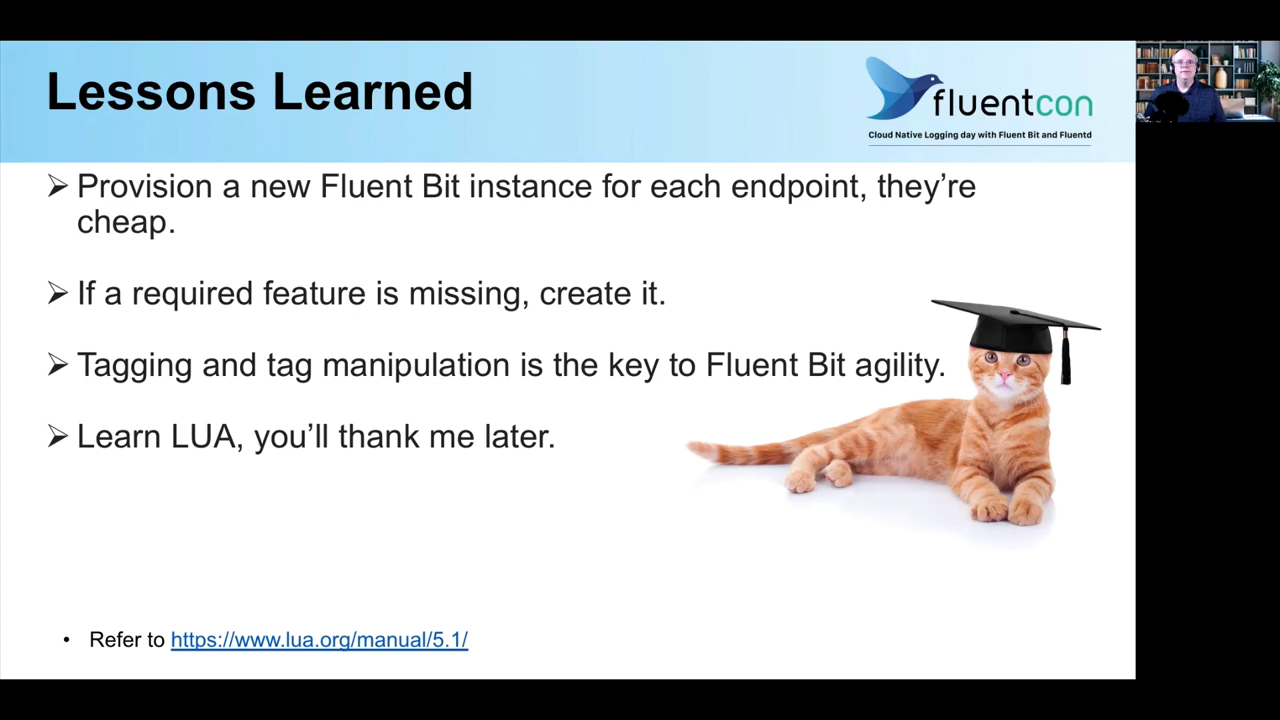 Lessons Learned
fluentcon
Cloud Native Logging day with Fluent Bit and Fluentd
➢ Provision a new Fluent Bit instance for each endpoint, they’re
cheap.
➢ If a required feature is missing, create it.
➢ Tagging and tag manipulation is the key to Fluent Bit agility.
➢ Learn LUA, you’ll thank me later.
• Refer to https://www.lua.org/manual/5.1/